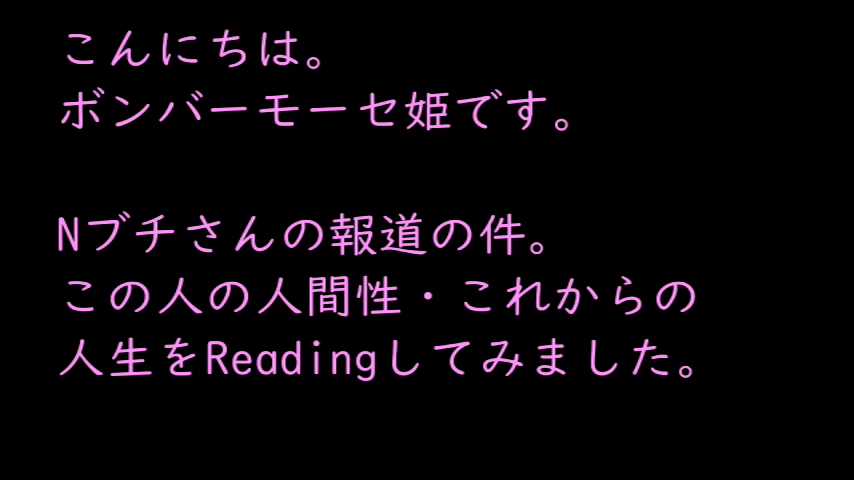 こんにちは。
ボンバーモーセ姫です。
Nブチさんの報道の件。
この人の人間性・これからの
人生をReadingしてみました。